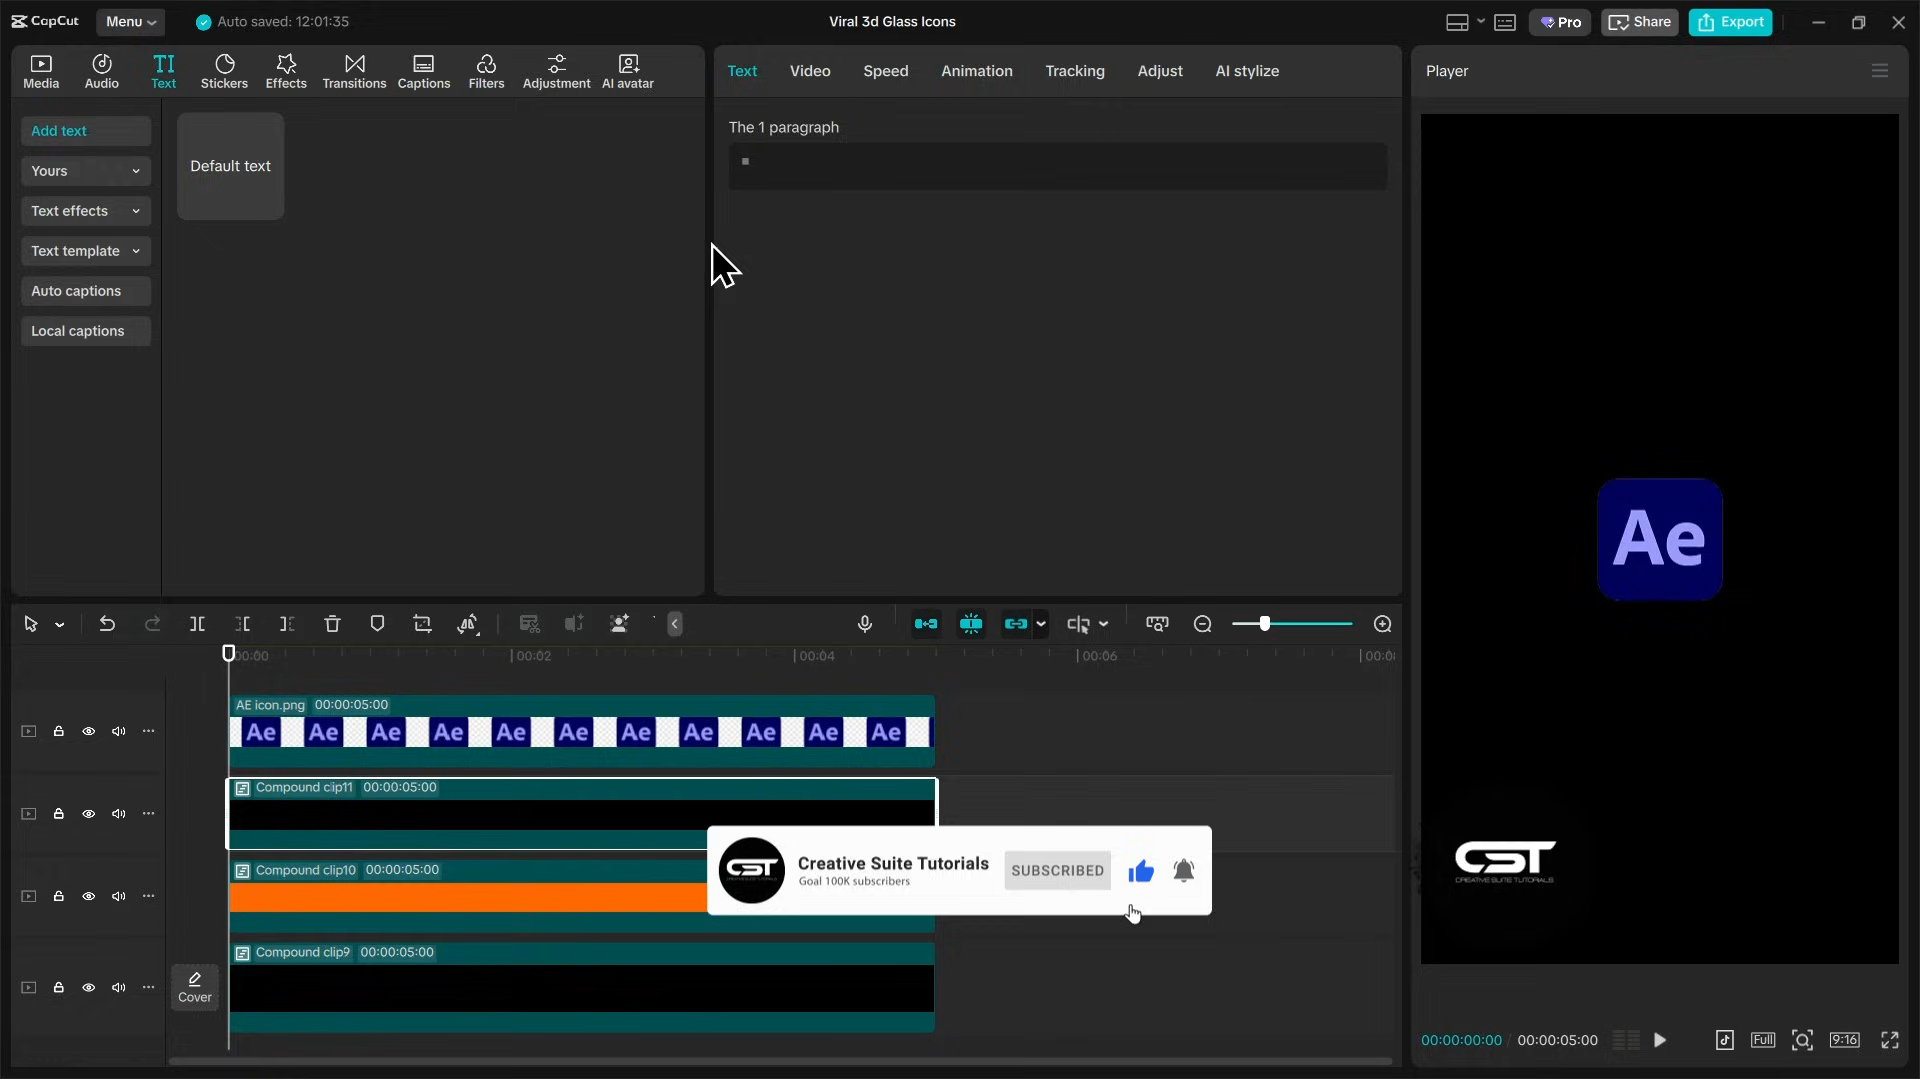 CapCut Menu Auto saved: 12:01:35 Viral 3d Glass Icons Pro Share Export
Media Audio Text Stickers Effects Transitions Captions Filters Adjustment AI avatar
Text Video Speed Animation Tracking Adjust AI stylize
Player
Add text
Yours
Text effects
Text template
Auto captions
Local captions
Default text
The 1 paragraph
Ae
CST
CREATIVE SUITE TUTORIALS
00:00 00:02 00:04 00:06
AE icon.png 00:00:05:00
Ae Ae Ae Ae Ae Ae Ae Ae Ae Ae Ae
Compound clip11 00:00:05:00
Compound clip10 00:00:05:00
Compound clip9 00:00:05:00
Cover
CST
Creative Suite Tutorials
Goal 100K subscribers
SUBSCRIBED
00:00:00:00 00:00:05:00 Full 9:16